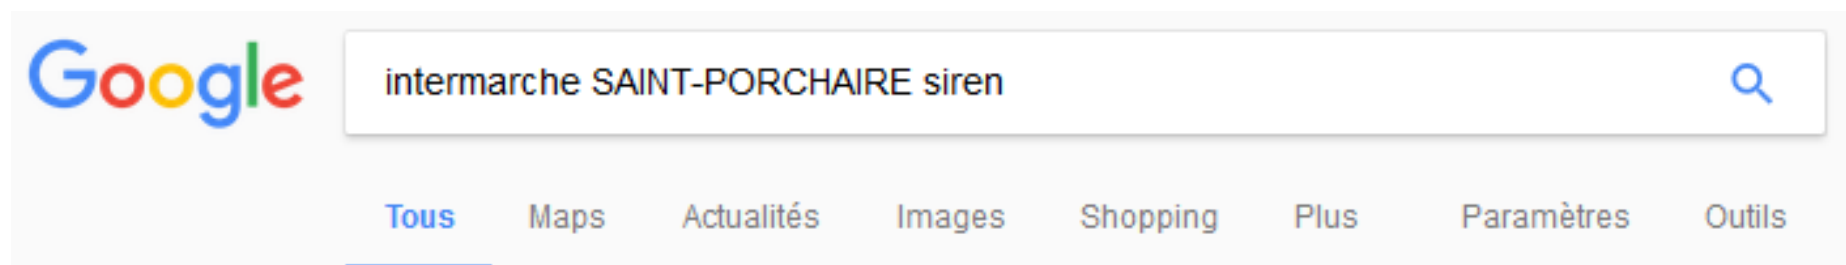 Google intermarche SAINT-PORCHAIRE siren
Tous Maps Actualités Images Shopping Plus Paramètres Outils